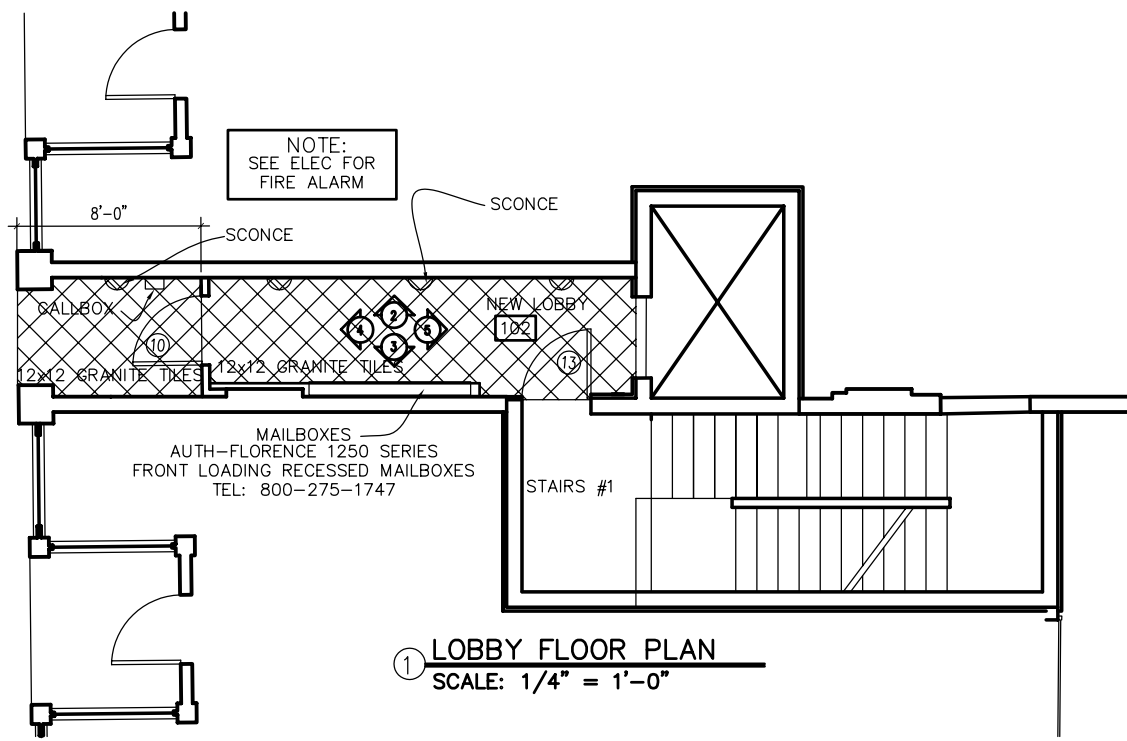 NOTE:
SEE ELEC FOR
FIRE ALARM
8'-0"
SCONCE
SCONCE
CALLBOX
NEW LOBBY
102
2
4
5
3
10
13
12x12 GRANITE TILES
12x12 GRANITE TILES
MAILBOXES
AUTH-FLORENCE 1250 SERIES
FRONT LOADING RECESSED MAILBOXES
TEL: 800-275-1747
STAIRS #1
1 LOBBY FLOOR PLAN
SCALE: 1/4" = 1'-0"